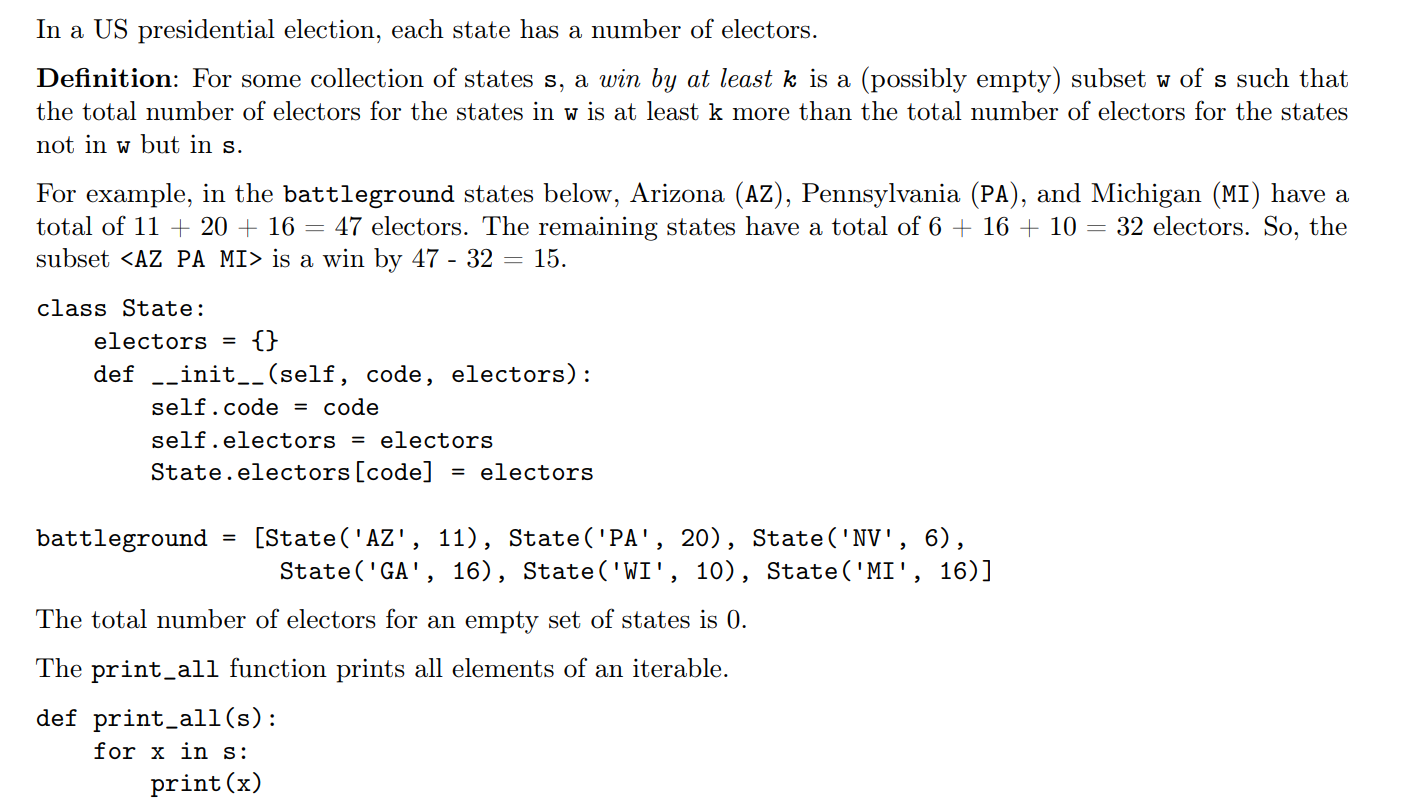 In a US presidential election, each state has a number of electors.
Definition: For some collection of states s, a win by at least k is a (possibly empty) subset w of s such that
the total number of electors for the states in w is at least k more than the total number of electors for the states
not in w but in s.
For example, in the battleground states below, Arizona (AZ), Pennsylvania (PA), and Michigan (MI) have a
total of 11 + 20 + 16 = 47 electors. The remaining states have a total of 6 + 16 + 10 = 32 electors. So, the
subset <AZ PA MI> is a win by 47 - 32 = 15.
class State:
    electors = {}
    def __init__(self, code, electors):
        self.code = code
        self.electors = electors
        State.electors[code] = electors
battleground = [State('AZ', 11), State('PA', 20), State('NV', 6),
                 State('GA', 16), State('WI', 10), State('MI', 16)]
The total number of electors for an empty set of states is 0.
The print_all function prints all elements of an iterable.
def print_all(s):
    for x in s:
        print(x)